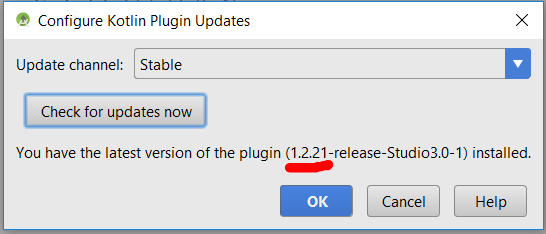 Configure Kotlin Plugin Updates
Update channel: Stable
Check for updates now
You have the latest version of the plugin (1.2.21-release-Studio3.0-1) installed.
OK Cancel Help